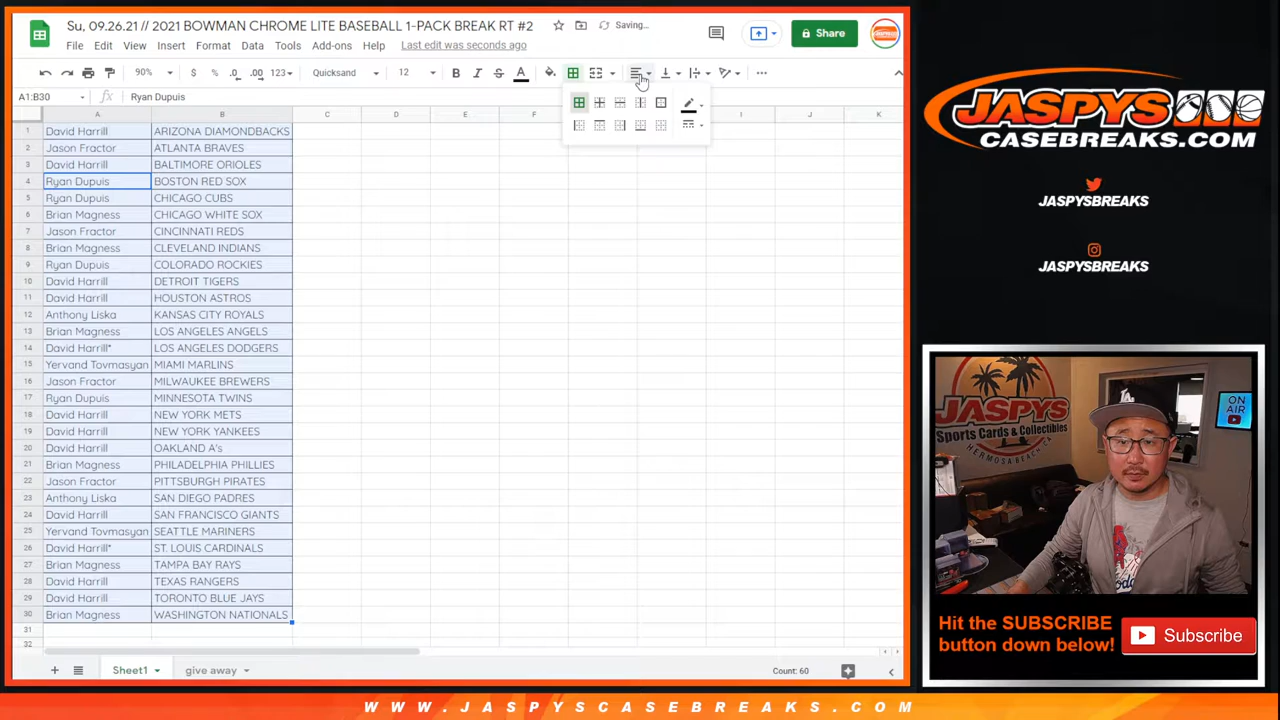 Su, 09.26.21 // 2021 BOWMAN CHROME LITE BASEBALL 1-PACK BREAK RT #2
Saving...
File Edit View Insert Format Data Tools Add-ons Help Last edit was seconds ago
Share
90% $ % .0 .00 123 Quicksand 12 B I S A
A1:B30 fx Ryan Dupuis
A B C D E F I J K
1 David Harrill ARIZONA DIAMONDBACKS
2 Jason Fractor ATLANTA BRAVES
3 David Harrill BALTIMORE ORIOLES
4 Ryan Dupuis BOSTON RED SOX
5 Ryan Dupuis CHICAGO CUBS
6 Brian Magness CHICAGO WHITE SOX
7 Jason Fractor CINCINNATI REDS
8 Brian Magness CLEVELAND INDIANS
9 Ryan Dupuis COLORADO ROCKIES
10 David Harrill DETROIT TIGERS
11 David Harrill HOUSTON ASTROS
12 Anthony Liska KANSAS CITY ROYALS
13 Brian Magness LOS ANGELES ANGELS
14 David Harrill* LOS ANGELES DODGERS
15 Yervand Tovmasyan MIAMI MARLINS
16 Jason Fractor MILWAUKEE BREWERS
17 Ryan Dupuis MINNESOTA TWINS
18 David Harrill NEW YORK METS
19 David Harrill NEW YORK YANKEES
20 David Harrill OAKLAND A's
21 Brian Magness PHILADELPHIA PHILLIES
22 Jason Fractor PITTSBURGH PIRATES
23 Anthony Liska SAN DIEGO PADRES
24 David Harrill SAN FRANCISCO GIANTS
25 Yervand Tovmasyan SEATTLE MARINERS
26 David Harrill* ST. LOUIS CARDINALS
27 Brian Magness TAMPA BAY RAYS
28 David Harrill TEXAS RANGERS
29 David Harrill TORONTO BLUE JAYS
30 Brian Magness WASHINGTON NATIONALS
31
32
Sheet1 give away Count: 60
JASPYS
CASEBREAKS.COM
JASPYSBREAKS
JASPYSBREAKS
JASPYS
Sports Cards & Collectibles
HERMOSA BEACH, CA
ON
AIR
Hit the SUBSCRIBE
button down below!
Subscribe
WWW.JASPYSCASEBREAKS.COM